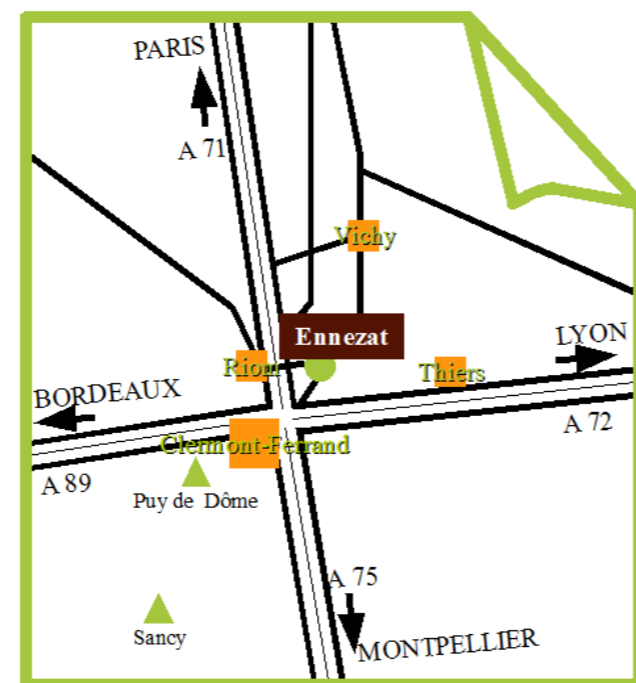 PARIS
A 71
Vichy
Ennezat
LYON
Riom
Thiers
BORDEAUX
A 72
Clermont-Ferrand
A 89
Puy de Dôme
A 75
Sancy
MONTPELLIER